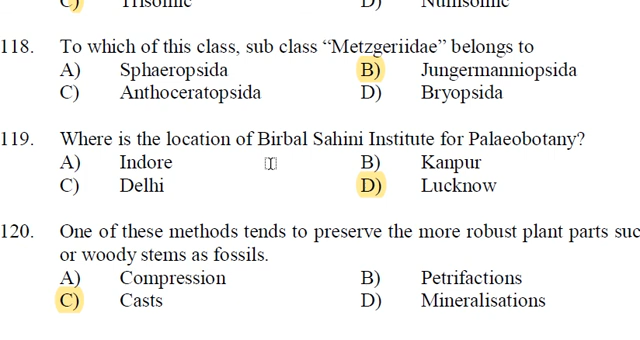 C) Trisomic D) Nullisomic
118. To which of this class, sub class “Metzgeriidae” belongs to
A) Sphaeropsida B) Jungermanniopsida
C) Anthoceratopsida D) Bryopsida
119. Where is the location of Birbal Sahini Institute for Palaeobotany?
A) Indore B) Kanpur
C) Delhi D) Lucknow
120. One of these methods tends to preserve the more robust plant parts suc
or woody stems as fossils.
A) Compression B) Petrifactions
C) Casts D) Mineralisations